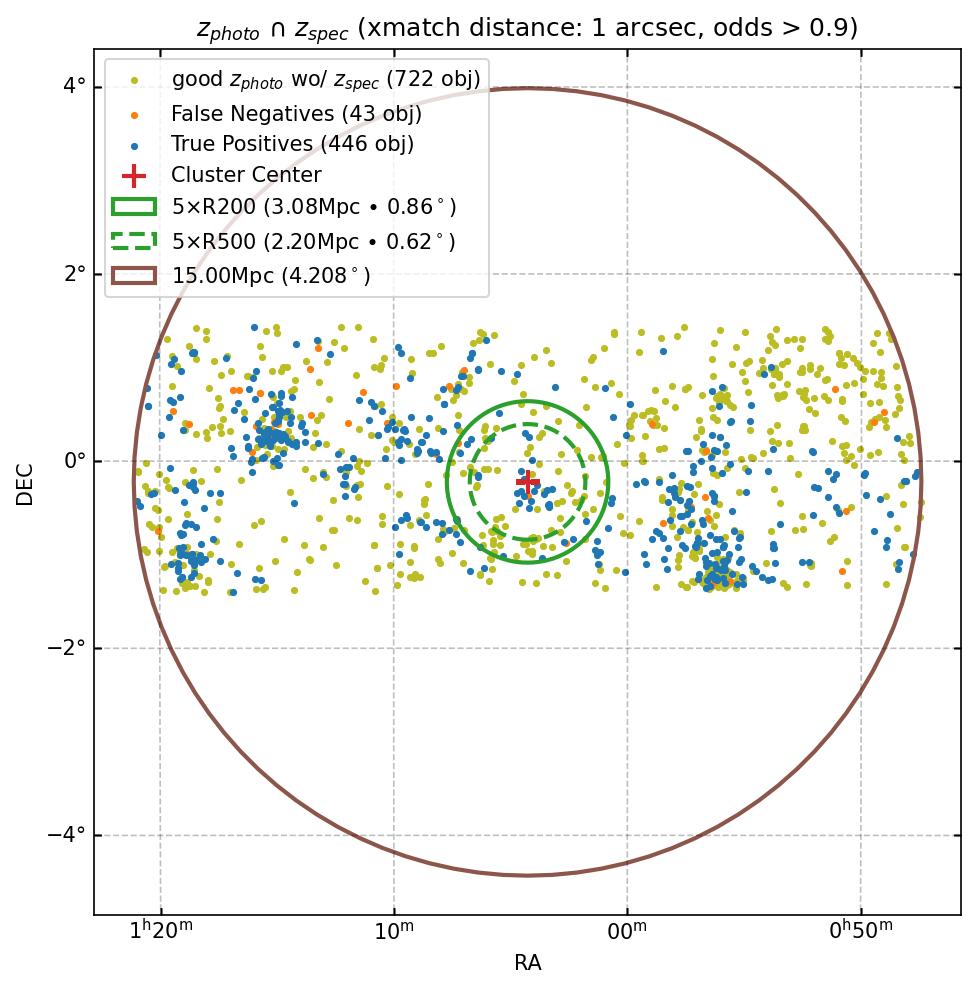 z_photo ∩ z_spec (xmatch distance: 1 arcsec, odds > 0.9)
good z_photo wo/ z_spec (722 obj)
False Negatives (43 obj)
True Positives (446 obj)
Cluster Center
5×R200 (3.08Mpc • 0.86°)
5×R500 (2.20Mpc • 0.62°)
15.00Mpc (4.208°)
4°
2°
0°
−2°
−4°
DEC
1h20m 10m 00m 0h50m
RA